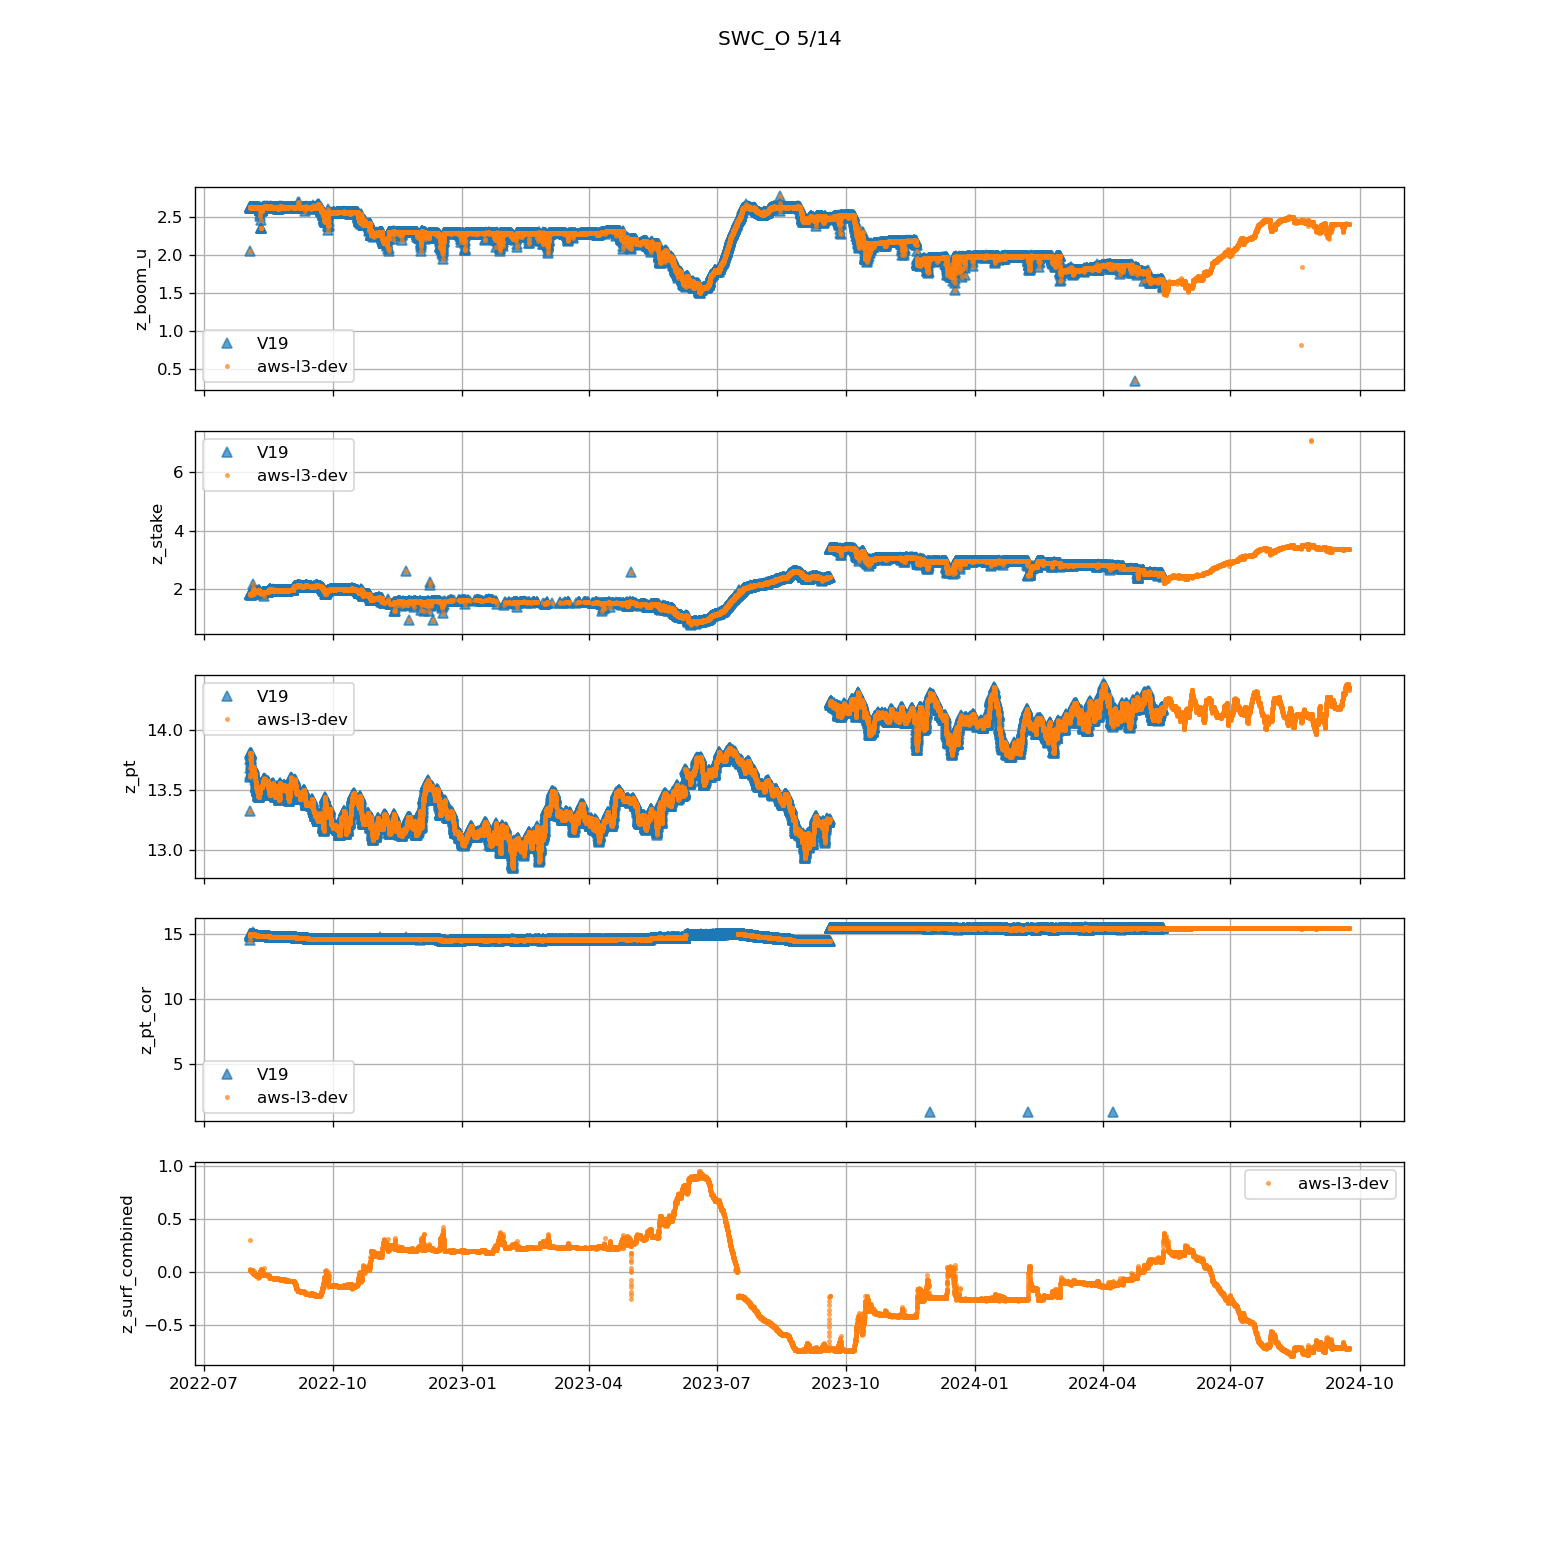 SWC_O 5/14
2.5
2.0
1.5
1.0
0.5
z_boom_u
V19
aws-l3-dev
6
4
2
z_stake
V19
aws-l3-dev
14.0
13.5
13.0
z_pt
V19
aws-l3-dev
15
10
5
z_pt_cor
V19
aws-l3-dev
1.0
0.5
0.0
−0.5
z_surf_combined
aws-l3-dev
2022-07 2022-10 2023-01 2023-04 2023-07 2023-10 2024-01 2024-04 2024-07 2024-10